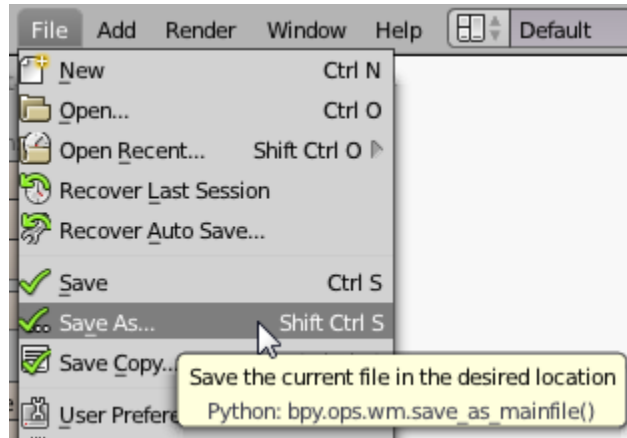 File Add Render Window Help Default
New Ctrl N
Open... Ctrl O
Open Recent... Shift Ctrl O
Recover Last Session
Recover Auto Save...
Save Ctrl S
Save As... Shift Ctrl S
Save Copy...
Save the current file in the desired location
Python: bpy.ops.wm.save_as_mainfile()
User Prefere